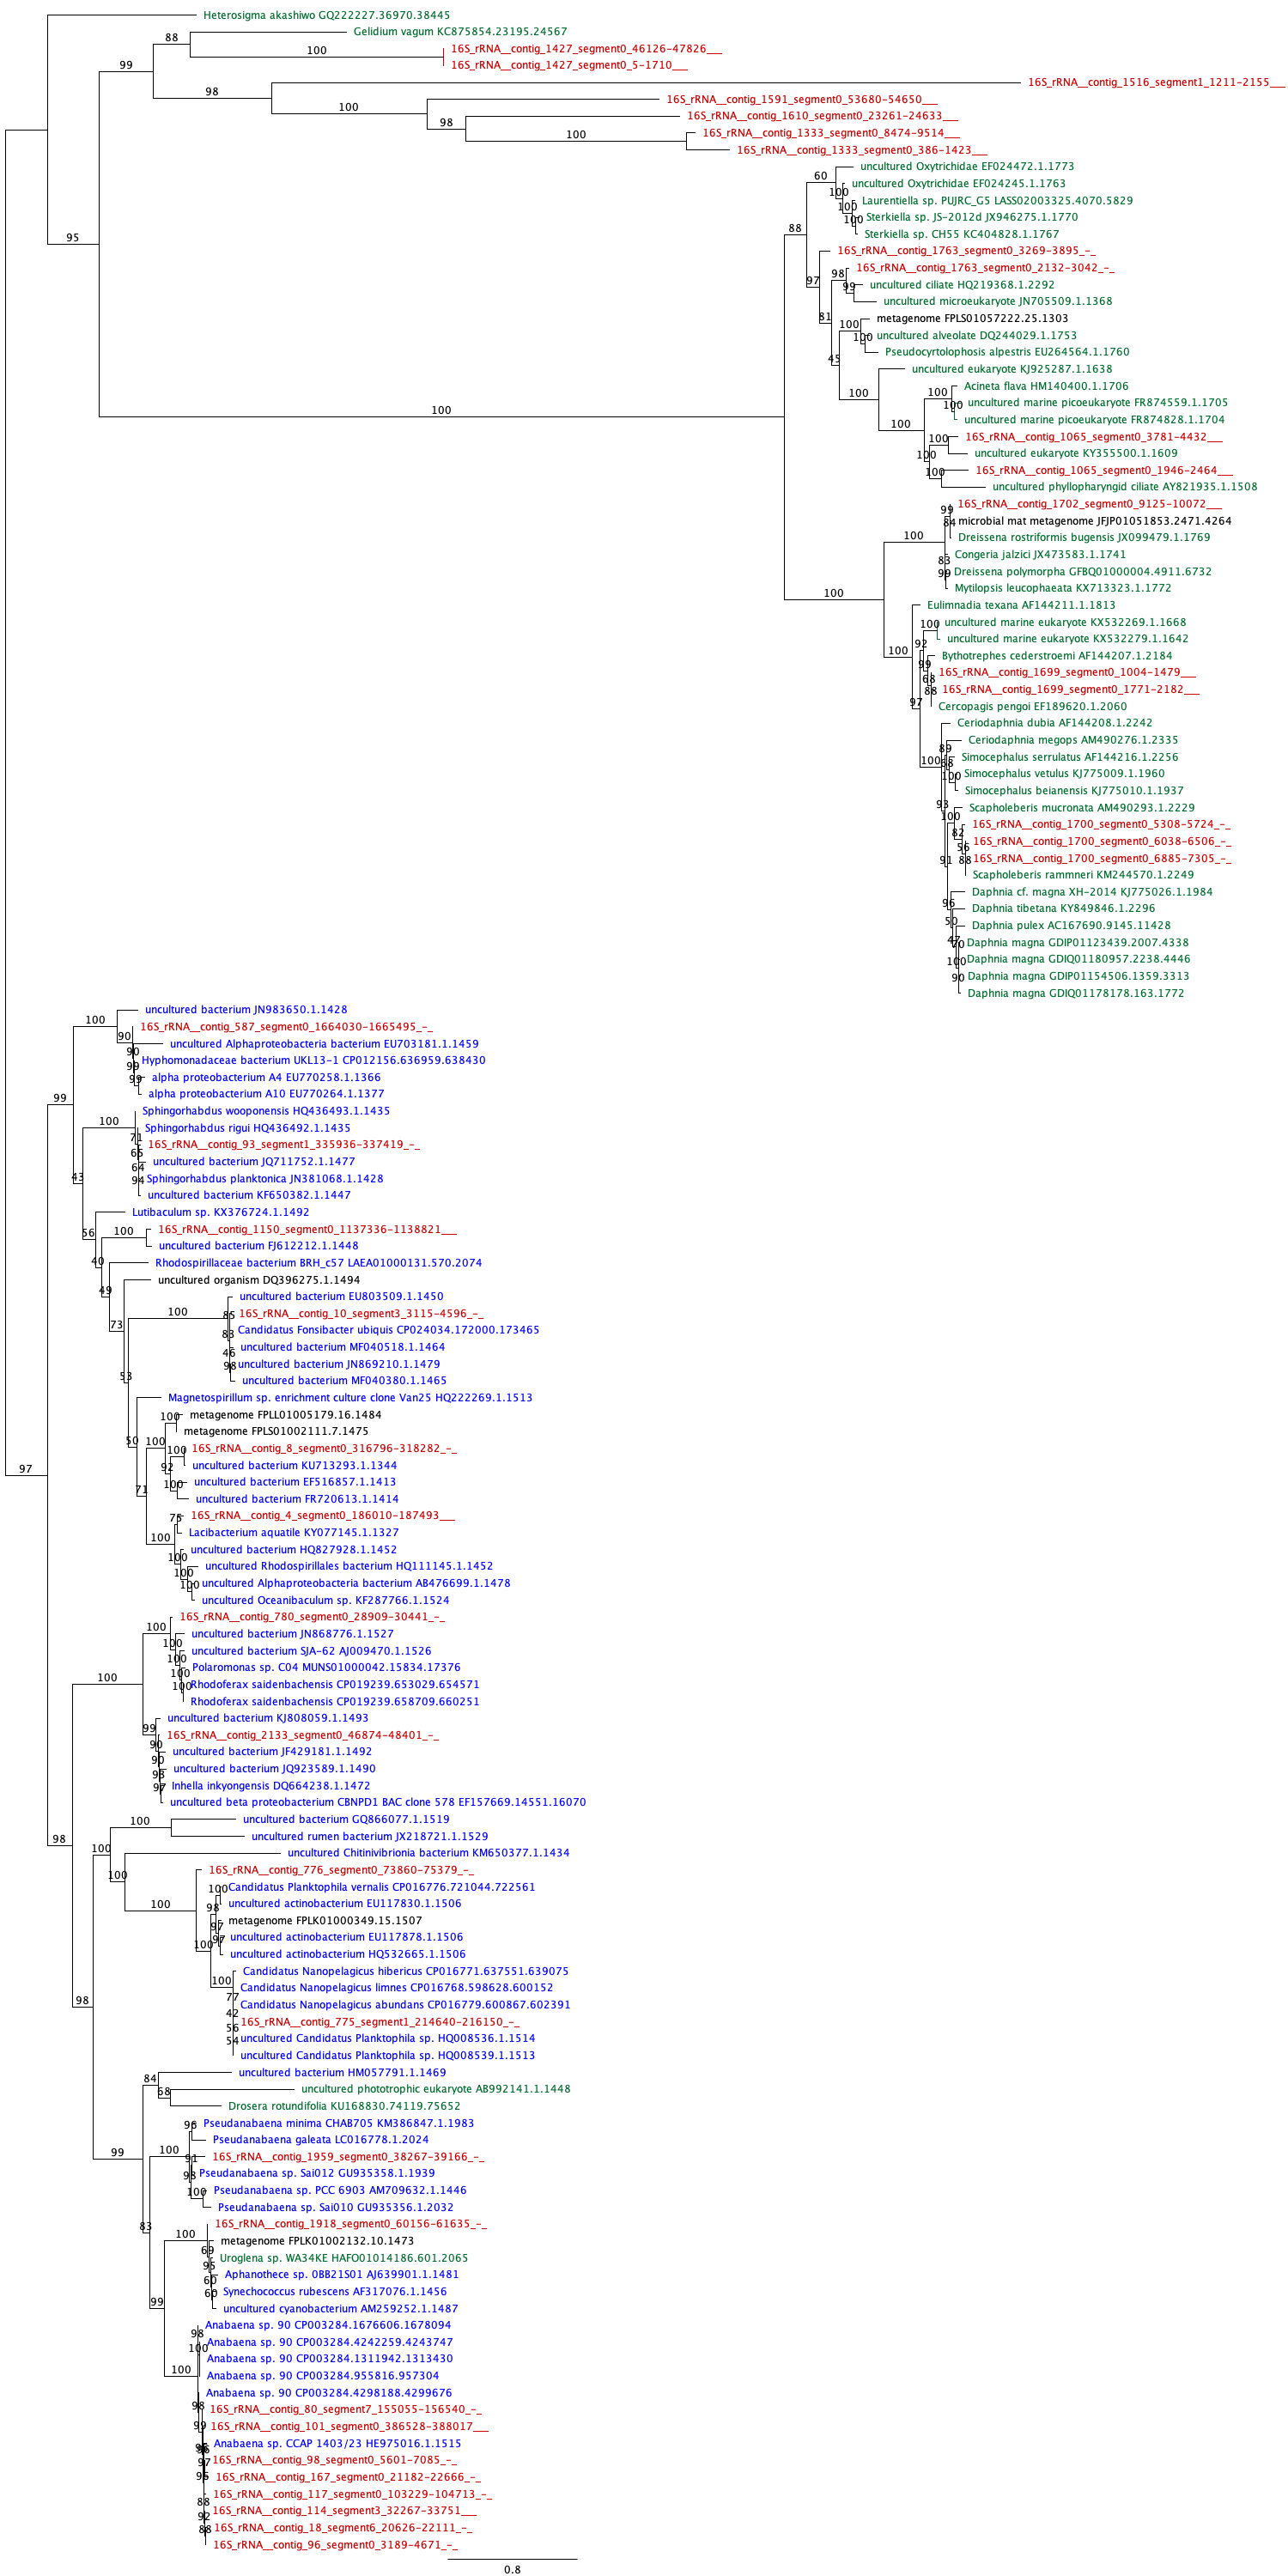 Heterosigma akashiwo GQ222227.36970.38445
88
Gelidium vagum KC875854.23195.24567
100
16S_rRNA__contig_1427_segment0_46126-47826___
99
16S_rRNA__contig_1427_segment0_5-1710___
98
16S_rRNA__contig_1516_segment1_1211-2155___
100
16S_rRNA__contig_1591_segment0_53680-54650___
98
16S_rRNA__contig_1610_segment0_23261-24633___
100
16S_rRNA__contig_1333_segment0_8474-9514___
16S_rRNA__contig_1333_segment0_386-1423___
95
60
uncultured Oxytrichidae EF024472.1.1773
100
uncultured Oxytrichidae EF024245.1.1763
100
Laurentiella sp. PUJRC_G5 LASS02003325.4070.5829
100
Sterkiella sp. JS-2012d JX946275.1.1770
88
Sterkiella sp. CH55 KC404828.1.1767
16S_rRNA__contig_1763_segment0_3269-3895_-_
97
98
16S_rRNA__contig_1763_segment0_2132-3042_-_
99
uncultured ciliate HQ219368.1.2292
uncultured microeukaryote JN705509.1.1368
81
100
metagenome FPLS01057222.25.1303
100
uncultured alveolate DQ244029.1.1753
45
Pseudocyrtolophosis alpestris EU264564.1.1760
uncultured eukaryote KJ925287.1.1638
100
100
Acineta flava HM140400.1.1706
100
uncultured marine picoeukaryote FR874559.1.1705
100
uncultured marine picoeukaryote FR874828.1.1704
100
100
16S_rRNA__contig_1065_segment0_3781-4432___
100
uncultured eukaryote KY355500.1.1609
100
16S_rRNA__contig_1065_segment0_1946-2464___
uncultured phyllopharyngid ciliate AY821935.1.1508
99
16S_rRNA__contig_1702_segment0_9125-10072___
84
microbial mat metagenome JFJP01051853.2471.4264
100
Dreissena rostriformis bugensis JX099479.1.1769
83
Congeria jalzici JX473583.1.1741
99
Dreissena polymorpha GFBQ01000004.4911.6732
Mytilopsis leucophaeata KX713323.1.1772
100
Eulimnadia texana AF144211.1.1813
100
uncultured marine eukaryote KX532269.1.1668
92
uncultured marine eukaryote KX532279.1.1642
100
99
Bythotrephes cederstroemi AF144207.1.2184
68
16S_rRNA__contig_1699_segment0_1004-1479___
88
16S_rRNA__contig_1699_segment0_1771-2182___
97
Cercopagis pengoi EF189620.1.2060
Ceriodaphnia dubia AF144208.1.2242
89
Ceriodaphnia megops AM490276.1.2335
100
68
Simocephalus serrulatus AF144216.1.2256
100
Simocephalus vetulus KJ775009.1.1960
Simocephalus beianensis KJ775010.1.1937
93
100
Scapholeberis mucronata AM490293.1.2229
82
16S_rRNA__contig_1700_segment0_5308-5724_-_
56
16S_rRNA__contig_1700_segment0_6038-6506_-_
91
88
16S_rRNA__contig_1700_segment0_6885-7305_-_
Scapholeberis rammneri KM244570.1.2249
96
Daphnia cf. magna XH-2014 KJ775026.1.1984
50
Daphnia tibetana KY849846.1.2296
47
Daphnia pulex AC167690.9145.11428
70
Daphnia magna GDIP01123439.2007.4338
100
Daphnia magna GDIQ01180957.2238.4446
90
Daphnia magna GDIP01154506.1359.3313
Daphnia magna GDIQ01178178.163.1772
100
uncultured bacterium JN983650.1.1428
90
16S_rRNA__contig_587_segment0_1664030-1665495_-_
90
uncultured Alphaproteobacteria bacterium EU703181.1.1459
99
Hyphomonadaceae bacterium UKL13-1 CP012156.636959.638430
99
alpha proteobacterium A4 EU770258.1.1366
99
alpha proteobacterium A10 EU770264.1.1377
100
Sphingorhabdus wooponensis HQ436493.1.1435
71
Sphingorhabdus rigui HQ436492.1.1435
65
16S_rRNA__contig_93_segment1_335936-337419_-_
64
uncultured bacterium JQ711752.1.1477
43
94
Sphingorhabdus planktonica JN381068.1.1428
uncultured bacterium KF650382.1.1447
56
Lutibaculum sp. KX376724.1.1492
100
16S_rRNA__contig_1150_segment0_1137336-1138821___
40
uncultured bacterium FJ612212.1.1448
49
Rhodospirillaceae bacterium BRH_c57 LAEA01000131.570.2074
73
uncultured organism DQ396275.1.1494
uncultured bacterium EU803509.1.1450
100
85
16S_rRNA__contig_10_segment3_3115-4596_-_
83
Candidatus Fonsibacter ubiquis CP024034.172000.173465
46
uncultured bacterium MF040518.1.1464
53
98
uncultured bacterium JN869210.1.1479
uncultured bacterium MF040380.1.1465
Magnetospirillum sp. enrichment culture clone Van25 HQ222269.1.1513
50
100
metagenome FPLL01005179.16.1484
100
metagenome FPLS01002111.7.1475
100
16S_rRNA__contig_8_segment0_316796-318282_-_
92
uncultured bacterium KU713293.1.1344
71
100
uncultured bacterium EF516857.1.1413
uncultured bacterium FR720613.1.1414
75
16S_rRNA__contig_4_segment0_186010-187493___
100
Lacibacterium aquatile KY077145.1.1327
100
uncultured bacterium HQ827928.1.1452
100
uncultured Rhodospirillales bacterium HQ111145.1.1452
100
uncultured Alphaproteobacteria bacterium AB476699.1.1478
uncultured Oceanibaculum sp. KF287766.1.1524
97
100
16S_rRNA__contig_780_segment0_28909-30441_-_
100
uncultured bacterium JN868776.1.1527
100
uncultured bacterium SJA-62 AJ009470.1.1526
100
Polaromonas sp. C04 MUNS01000042.15834.17376
100
100
Rhodoferax saidenbachensis CP019239.653029.654571
Rhodoferax saidenbachensis CP019239.658709.660251
99
uncultured bacterium KJ808059.1.1493
90
16S_rRNA__contig_2133_segment0_46874-48401_-_
90
uncultured bacterium JF429181.1.1492
98
uncultured bacterium JQ923589.1.1490
97
Inhella inkyongensis DQ664238.1.1472
uncultured beta proteobacterium CBNPD1 BAC clone 578 EF157669.14551.16070
98
100
uncultured bacterium GQ866077.1.1519
uncultured rumen bacterium JX218721.1.1529
100
uncultured Chitinivibrionia bacterium KM650377.1.1434
100
16S_rRNA__contig_776_segment0_73860-75379_-_
100
100
Candidatus Planktophila vernalis CP016776.721044.722561
98
uncultured actinobacterium EU117830.1.1506
97
metagenome FPLK01000349.15.1507
100
97
uncultured actinobacterium EU117878.1.1506
uncultured actinobacterium HQ532665.1.1506
100
Candidatus Nanopelagicus hibericus CP016771.637551.639075
77
Candidatus Nanopelagicus limnes CP016768.598628.600152
98
42
Candidatus Nanopelagicus abundans CP016779.600867.602391
56
16S_rRNA__contig_775_segment1_214640-216150_-_
54
uncultured Candidatus Planktophila sp. HQ008536.1.1514
uncultured Candidatus Planktophila sp. HQ008539.1.1513
84
uncultured bacterium HM057791.1.1469
68
uncultured phototrophic eukaryote AB992141.1.1448
Drosera rotundifolia KU168830.74119.75652
99
96
Pseudanabaena minima CHAB705 KM386847.1.1983
100
Pseudanabaena galeata LC016778.1.2024
91
16S_rRNA__contig_1959_segment0_38267-39166_-_
98
Pseudanabaena sp. Sai012 GU935358.1.1939
100
Pseudanabaena sp. PCC 6903 AM709632.1.1446
Pseudanabaena sp. Sai010 GU935356.1.2032
83
100
16S_rRNA__contig_1918_segment0_60156-61635_-_
69
metagenome FPLK01002132.10.1473
95
Uroglena sp. WA34KE HAFO01014186.601.2065
60
Aphanothece sp. 0BB21S01 AJ639901.1.1481
60
Synechococcus rubescens AF317076.1.1456
99
uncultured cyanobacterium AM259252.1.1487
98
Anabaena sp. 90 CP003284.1676606.1678094
100
Anabaena sp. 90 CP003284.4242259.4243747
Anabaena sp. 90 CP003284.1311942.1313430
100
Anabaena sp. 90 CP003284.955816.957304
Anabaena sp. 90 CP003284.4298188.4299676
98
16S_rRNA__contig_80_segment7_155055-156540_-_
99
16S_rRNA__contig_101_segment0_386528-388017___
Anabaena sp. CCAP 1403/23 HE975016.1.1515
97
16S_rRNA__contig_98_segment0_5601-7085_-_
96
16S_rRNA__contig_167_segment0_21182-22666_-_
88
16S_rRNA__contig_117_segment0_103229-104713_-_
92
16S_rRNA__contig_114_segment3_32267-33751___
88
16S_rRNA__contig_18_segment6_20626-22111_-_
16S_rRNA__contig_96_segment0_3189-4671_-_
0.8